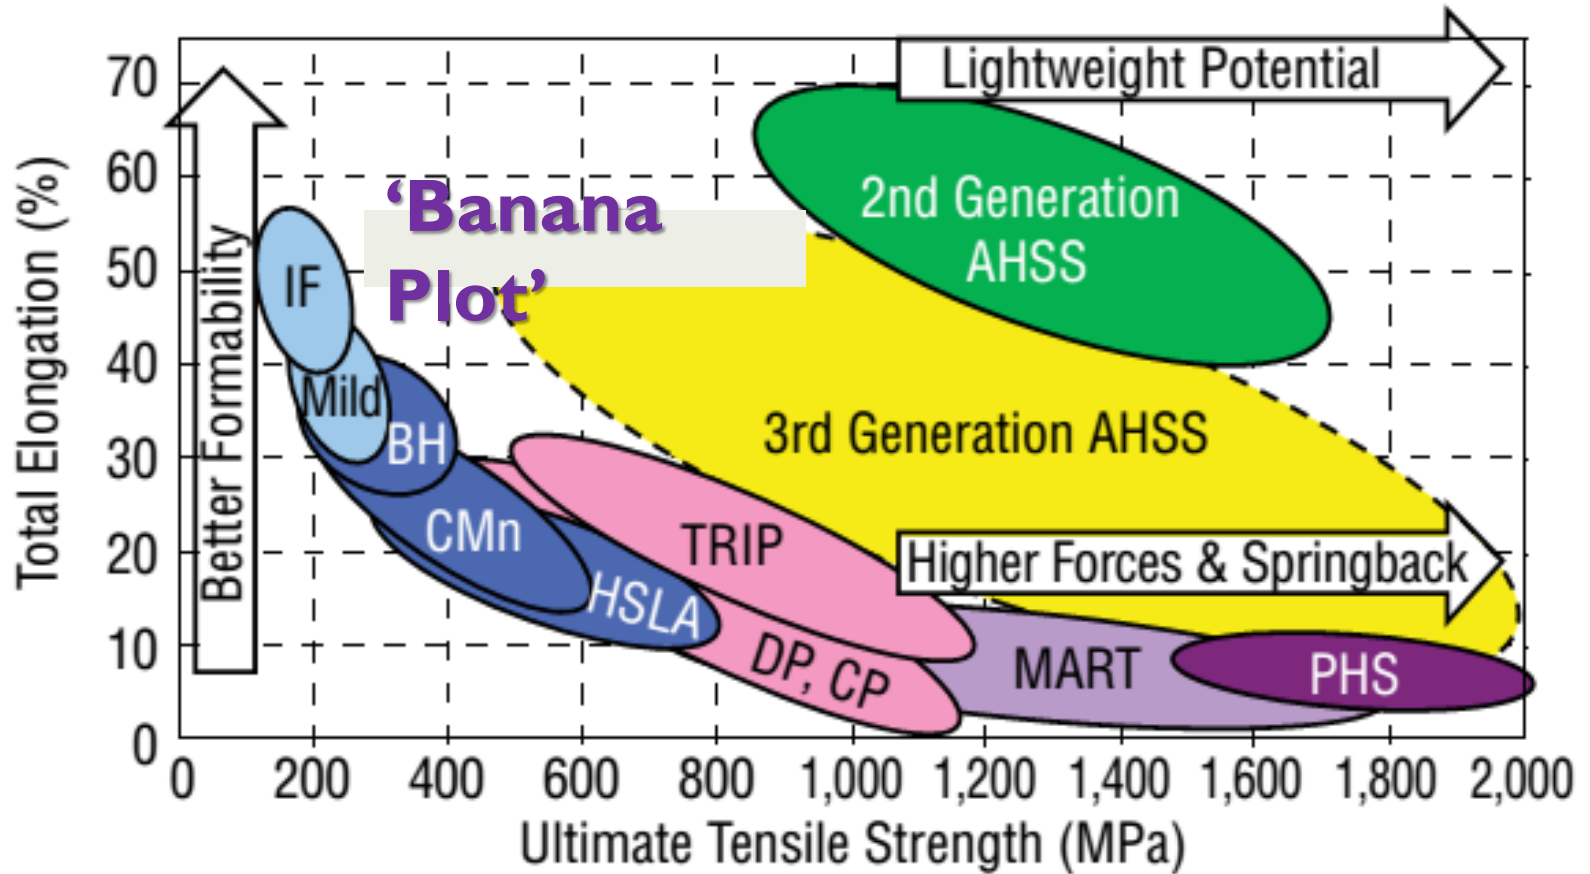 Lightweight Potential
70
60
50
40
30
20
10
0
Total Elongation (%)
Better Formability
‘Banana
Plot’
2nd Generation
AHSS
IF
Mild
BH
CMn
HSLA
TRIP
DP, CP
3rd Generation AHSS
Higher Forces & Springback
MART
PHS
0 200 400 600 800 1,000 1,200 1,400 1,600 1,800 2,000
Ultimate Tensile Strength (MPa)